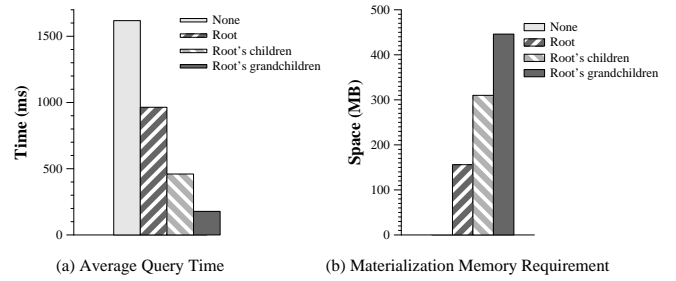 None
Root
Root's children
Root's grandchildren
1500
1000
500
0
Time (ms)
(a) Average Query Time
None
Root
Root's children
Root's grandchildren
500
400
300
200
100
0
Space (MB)
(b) Materialization Memory Requirement